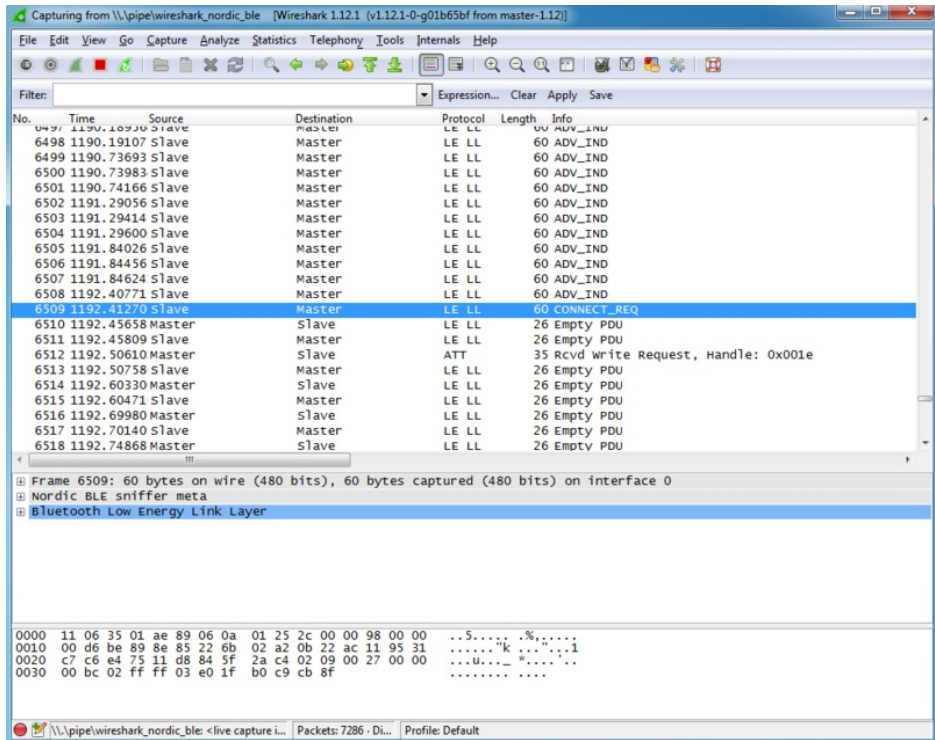 Capturing from \\.\pipe\wireshark_nordic_ble [Wireshark 1.12.1 (v1.12.1-0-g01b65bf from master-1.12)]
File Edit View Go Capture Analyze Statistics Telephony Tools Internals Help
Filter: Expression... Clear Apply Save
No. Time Source Destination Protocol Length Info
6497 1190.18936 Slave Master LE LL 60 ADV_IND
6498 1190.19107 Slave Master LE LL 60 ADV_IND
6499 1190.73693 Slave Master LE LL 60 ADV_IND
6500 1190.73983 Slave Master LE LL 60 ADV_IND
6501 1190.74166 Slave Master LE LL 60 ADV_IND
6502 1191.29056 Slave Master LE LL 60 ADV_IND
6503 1191.29414 Slave Master LE LL 60 ADV_IND
6504 1191.29600 Slave Master LE LL 60 ADV_IND
6505 1191.84026 Slave Master LE LL 60 ADV_IND
6506 1191.84456 Slave Master LE LL 60 ADV_IND
6507 1191.84624 Slave Master LE LL 60 ADV_IND
6508 1192.40771 Slave Master LE LL 60 ADV_IND
6509 1192.41270 Slave Master LE LL 60 CONNECT_REQ
6510 1192.45658 Master Slave LE LL 26 Empty PDU
6511 1192.45809 Slave Master LE LL 26 Empty PDU
6512 1192.50610 Master Slave ATT 35 Rcvd Write Request, Handle: 0x001e
6513 1192.50758 Slave Master LE LL 26 Empty PDU
6514 1192.60330 Master Slave LE LL 26 Empty PDU
6515 1192.60471 Slave Master LE LL 26 Empty PDU
6516 1192.69980 Master Slave LE LL 26 Empty PDU
6517 1192.70140 Slave Master LE LL 26 Empty PDU
6518 1192.74868 Master Slave LE LL 26 Empty PDU
Frame 6509: 60 bytes on wire (480 bits), 60 bytes captured (480 bits) on interface 0
Nordic BLE sniffer meta
Bluetooth Low Energy Link Layer
0000 11 06 35 01 ae 89 06 0a 01 25 2c 00 00 98 00 00 ..5..... .%,.....
0010 00 d6 be 89 8e 85 22 6b 02 a2 0b 22 ac 11 95 31 ......"k ..."...1
0020 c7 c6 e4 75 11 d8 84 5f 2a c4 02 09 00 27 00 00 ...u..._ *....'..
0030 00 bc 02 ff ff 03 e0 1f b0 c9 cb 8f ........ ....
\\.\pipe\wireshark_nordic_ble: <live capture i... Packets: 7286 · Di... Profile: Default